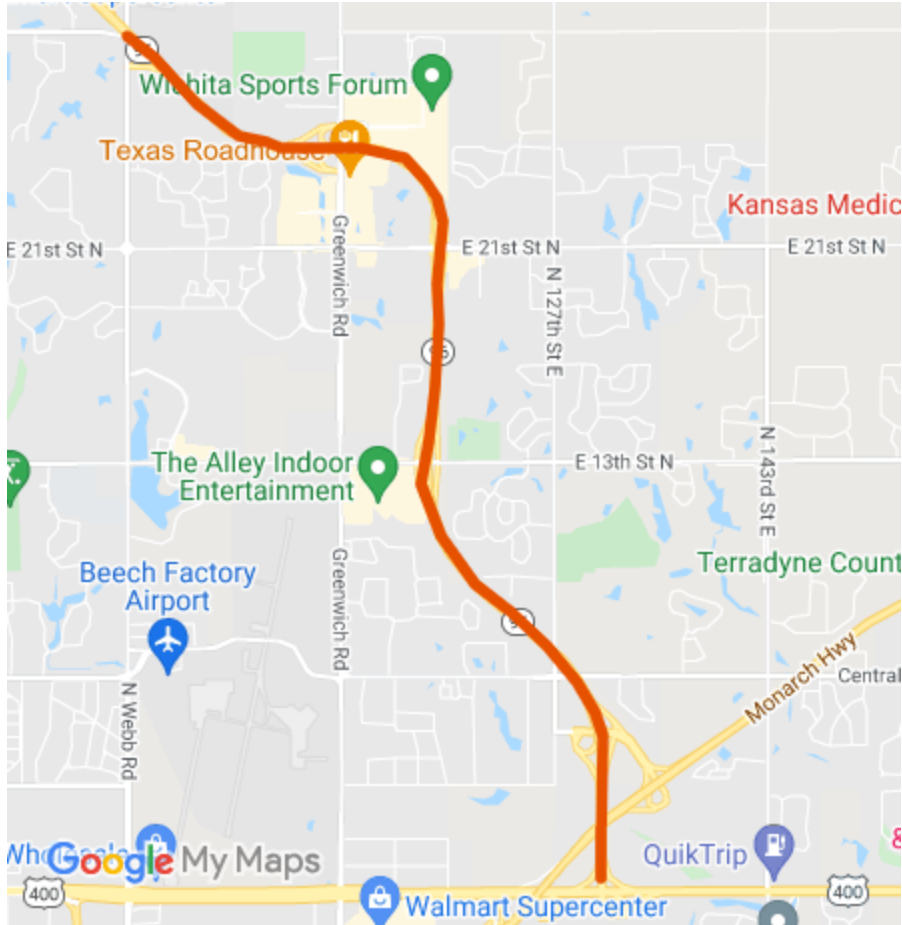 Wichita Sports Forum
Texas Roadhouse
Kansas Medic
E 21st St N
E 21st St N
E 21st St N
Greenwich Rd
N 127th St E
96
The Alley Indoor
Entertainment
E 13th St N
N 143rd St E
Greenwich Rd
Beech Factory
Airport
Terradyne Count
Monarch Hwy
Central
N Webb Rd
Google My Maps
QuikTrip
400
400
Walmart Supercenter